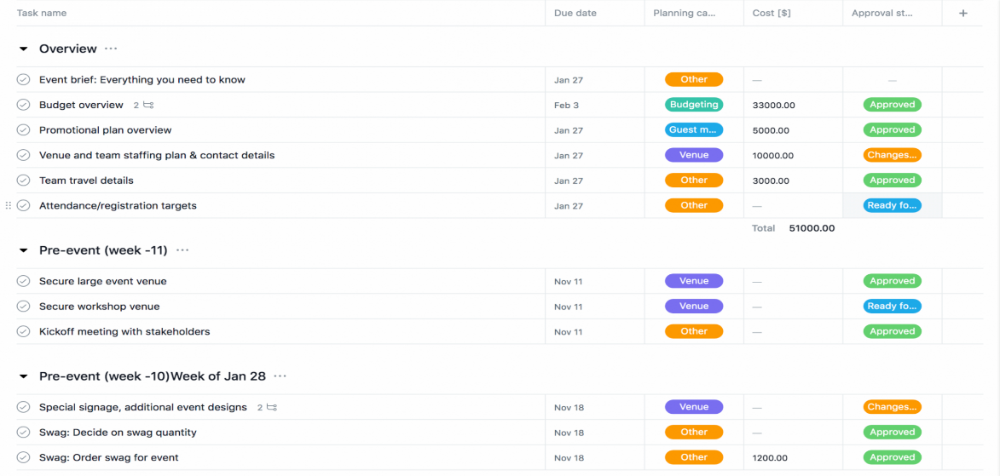 Task name Due date Planning ca... Cost [$] Approval st... +
Overview ...
Event brief: Everything you need to know Jan 27 Other — —
Budget overview 2 Feb 3 Budgeting 33000.00 Approved
Promotional plan overview Jan 27 Guest m... 5000.00 Approved
Venue and team staffing plan & contact details Jan 27 Venue 10000.00 Changes...
Team travel details Jan 27 Other 3000.00 Approved
Attendance/registration targets Jan 27 Other — Ready fo...
Total 51000.00
Pre-event (week -11) ...
Secure large event venue Nov 11 Venue — Approved
Secure workshop venue Nov 11 Venue — Ready fo...
Kickoff meeting with stakeholders Nov 11 Other — Approved
Pre-event (week -10)Week of Jan 28 ...
Special signage, additional event designs 2 Nov 18 Venue — Changes...
Swag: Decide on swag quantity Nov 18 Other — Approved
Swag: Order swag for event Nov 18 Other 1200.00 Approved